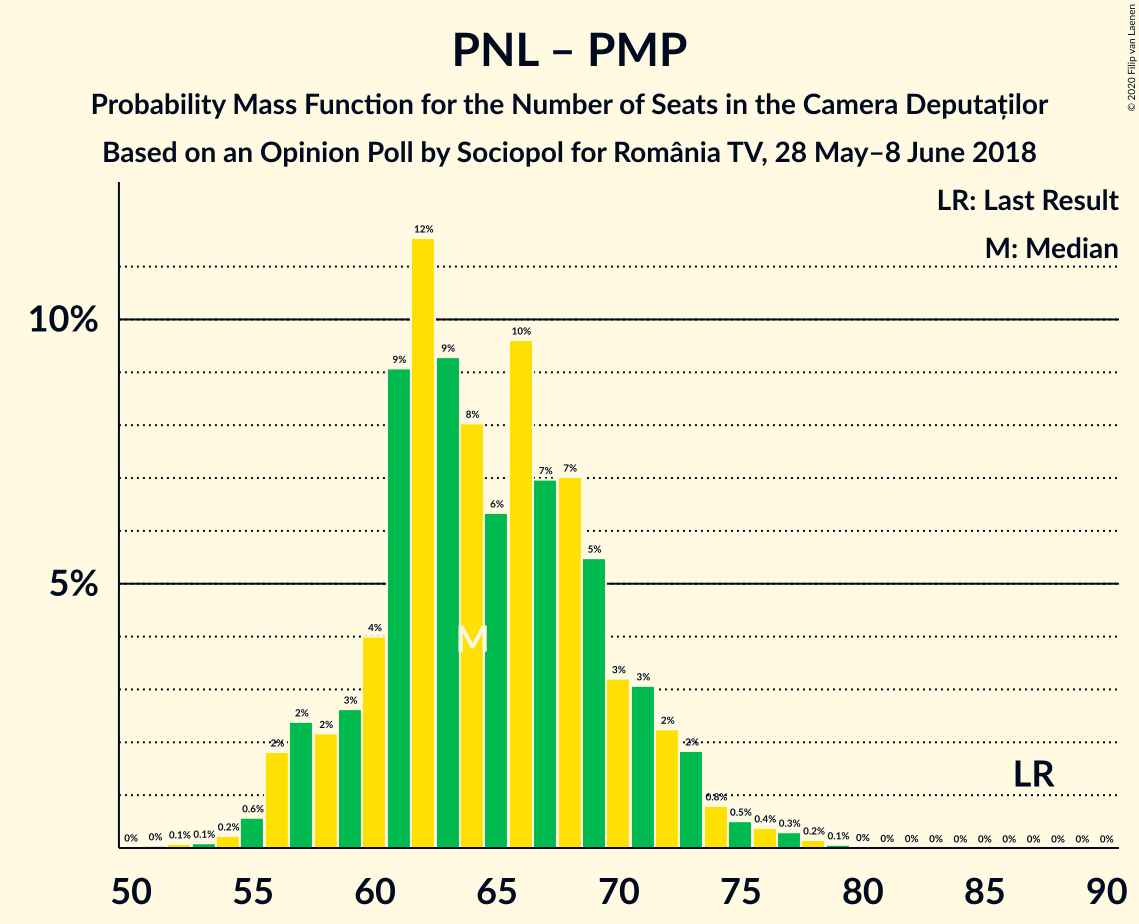 © 2020 Filip van Laenen
PNL – PMP
Probability Mass Function for the Number of Seats in the Camera Deputaților
Based on an Opinion Poll by Sociopol for România TV, 28 May–8 June 2018
LR: Last Result
M: Median
10%
5%
0% 0% 0.1% 0.1% 0.2% 0.6% 2% 2% 2% 3% 4% 9% 12% 9% 8% 6% 10% 7% 7% 5% 3% 3% 2% 2% 0.8% 0.5% 0.4% 0.3% 0.2% 0.1% 0% 0% 0% 0% 0% 0% 0% 0% 0% 0% 0%
M
LR
50 55 60 65 70 75 80 85 90